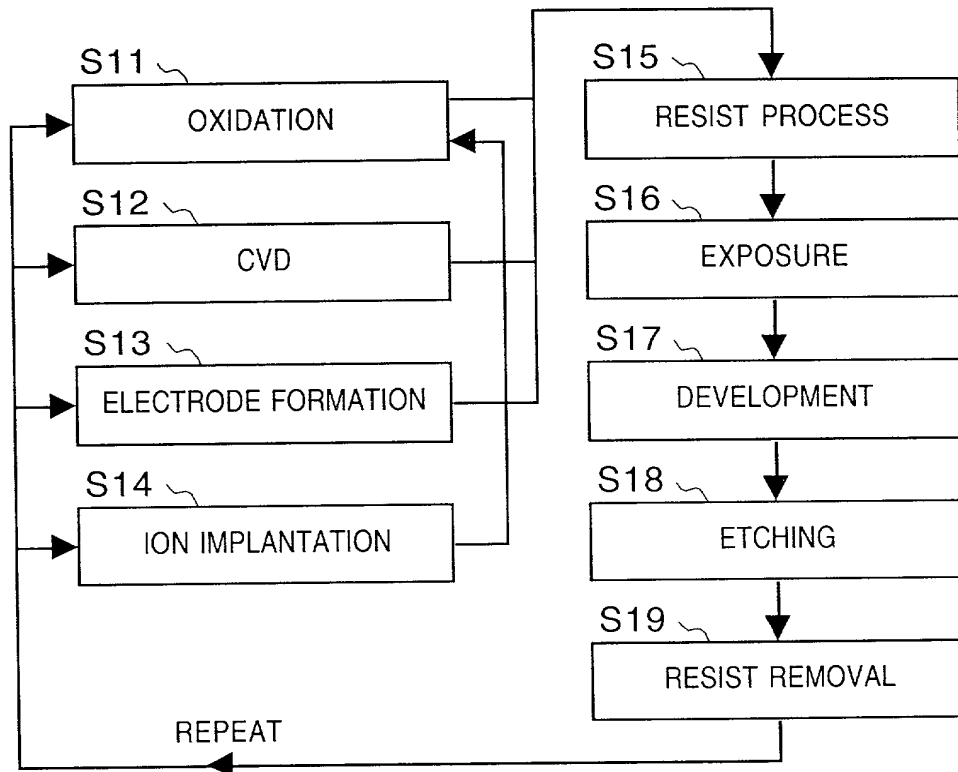 S11
OXIDATION
S12
CVD
S13
ELECTRODE FORMATION
S14
ION IMPLANTATION
S15
RESIST PROCESS
S16
EXPOSURE
S17
DEVELOPMENT
S18
ETCHING
S19
RESIST REMOVAL
REPEAT